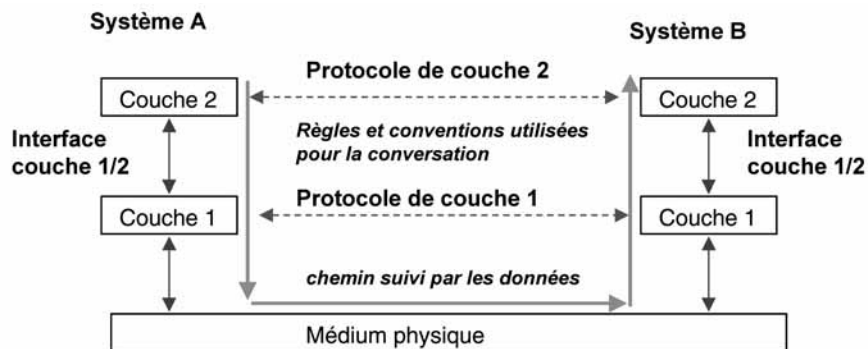 Système A
Système B
Protocole de couche 2
Couche 2
Couche 2
Règles et conventions utilisées
pour la conversation
Interface
couche 1/2
Interface
couche 1/2
Protocole de couche 1
Couche 1
Couche 1
chemin suivi par les données
Médium physique